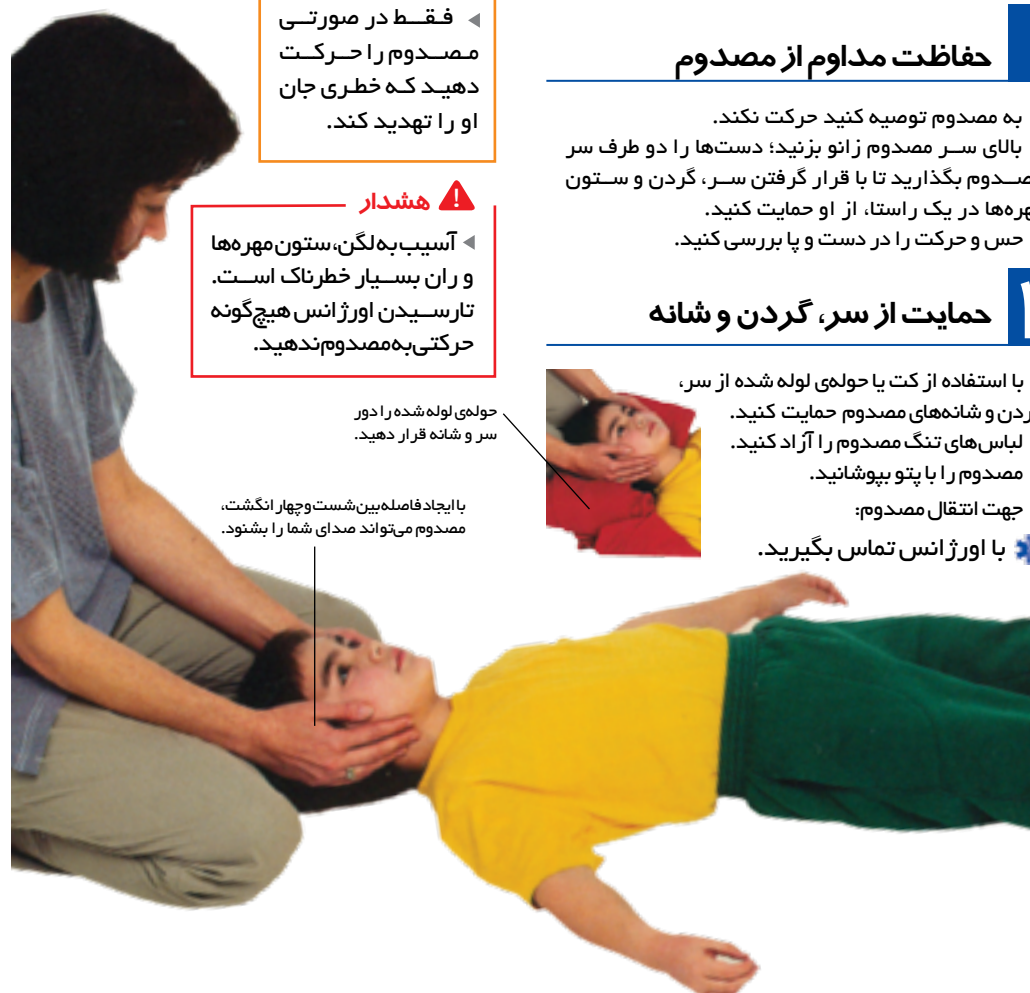 حفاظت مداوم از مصدوم
به مصدوم توصیه کنید حرکت نکند.
بالای سر مصدوم زانو بزنید؛ دست‌ها را دو طرف سر
بگذارید تا با قرار گرفتن سر، گردن و ستون
در یک راستا، از او حمایت کنید.
حس و حرکت را در دست و پا بررسی کنید.
حمایت از سر، گردن و شانه
با استفاده از کت یا حوله‌ی لوله شده از سر،
و شانه‌های مصدوم حمایت کنید.
لباس‌های تنگ مصدوم را آزاد کنید.
مصدوم را با پتو بپوشانید.
جهت انتقال مصدوم:
با اورژانس تماس بگیرید.
فقط در صورتی
مصدوم را حرکت
دهید که خطری جان
او را تهدید کند.
هشدار
آسیب به لگن، ستون مهره‌ها
و ران بسیار خطرناک است.
تا رسیدن اورژانس هیچ‌گونه
حرکتی به مصدوم ندهید.
حوله‌ی لوله شده را دور
سر و شانه قرار دهید.
با ایجاد فاصله بین شست و چهار انگشت،
مصدوم می‌تواند صدای شما را بشنود.